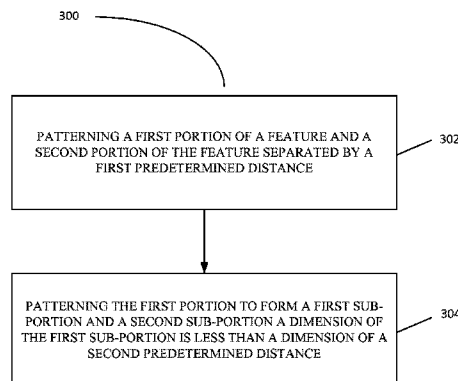 300
PATTERNING A FIRST PORTION OF A FEATURE AND A
SECOND PORTION OF THE FEATURE SEPARATED BY A
FIRST PREDETERMINED DISTANCE
302
PATTERNING THE FIRST PORTION TO FORM A FIRST SUB-
PORTION AND A SECOND SUB-PORTION A DIMENSION OF
THE FIRST SUB-PORTION IS LESS THAN A DIMENSION OF A
SECOND PREDETERMINED DISTANCE
304